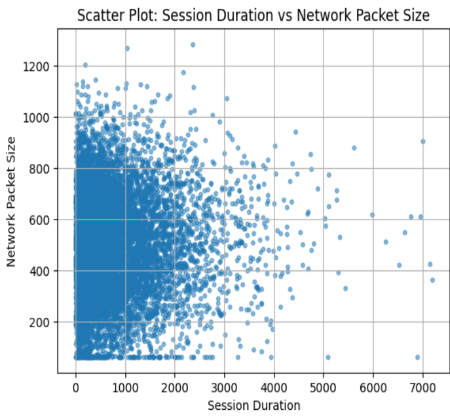 Scatter Plot: Session Duration vs Network Packet Size
Network Packet Size
1200
1000
800
600
400
200
0 1000 2000 3000 4000 5000 6000 7000
Session Duration